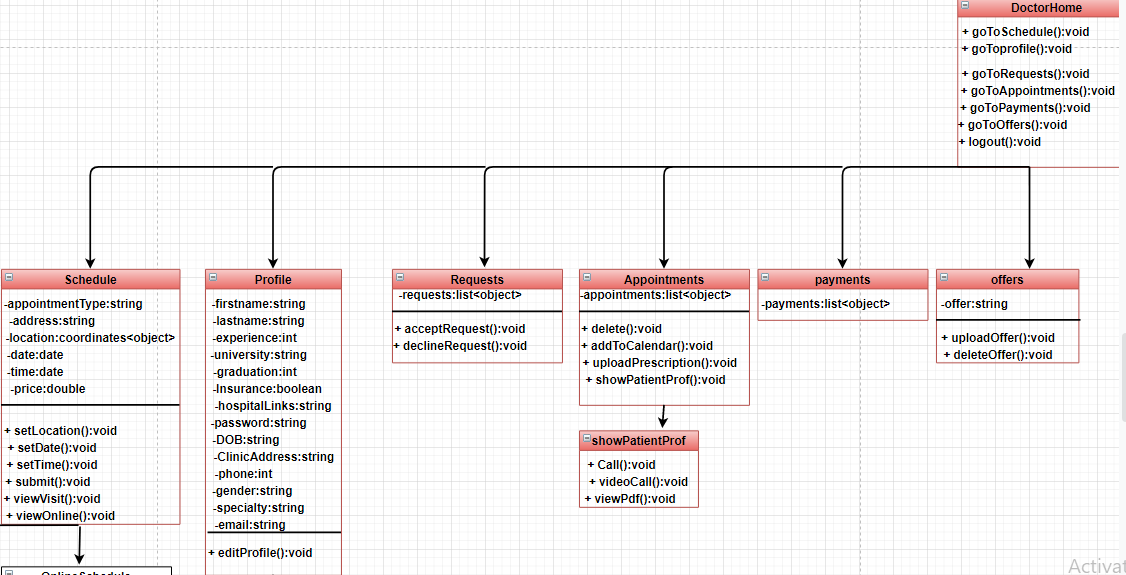 DoctorHome
+ goToSchedule():void
+ goToprofile():void
+ goToRequests():void
+ goToAppointments():void
+ goToPayments():void
+ goToOffers():void
+ logout():void
Schedule
-appointmentType:string
-address:string
-location:coordinates<object>
-date:date
-time:date
-price:double
+ setLocation():void
+ setDate():void
+ setTime():void
+ submit():void
+ viewVisit():void
+ viewOnline():void
OnlineSchedule
Profile
-firstname:string
-lastname:string
-experience:int
-university:string
-graduation:int
-Insurance:boolean
-hospitalLinks:string
-password:string
-DOB:string
-ClinicAddress:string
-phone:int
-gender:string
-specialty:string
-email:string
+ editProfile():void
Requests
-requests:list<object>
+ acceptRequest():void
+ declineRequest():void
Appointments
-appointments:list<object>
+ delete():void
+ addToCalendar():void
+ uploadPrescription():void
+ showPatientProf():void
showPatientProf
+ Call():void
+ videoCall():void
+ viewPdf():void
payments
-payments:list<object>
offers
-offer:string
+ uploadOffer():void
+ deleteOffer():void
Activat